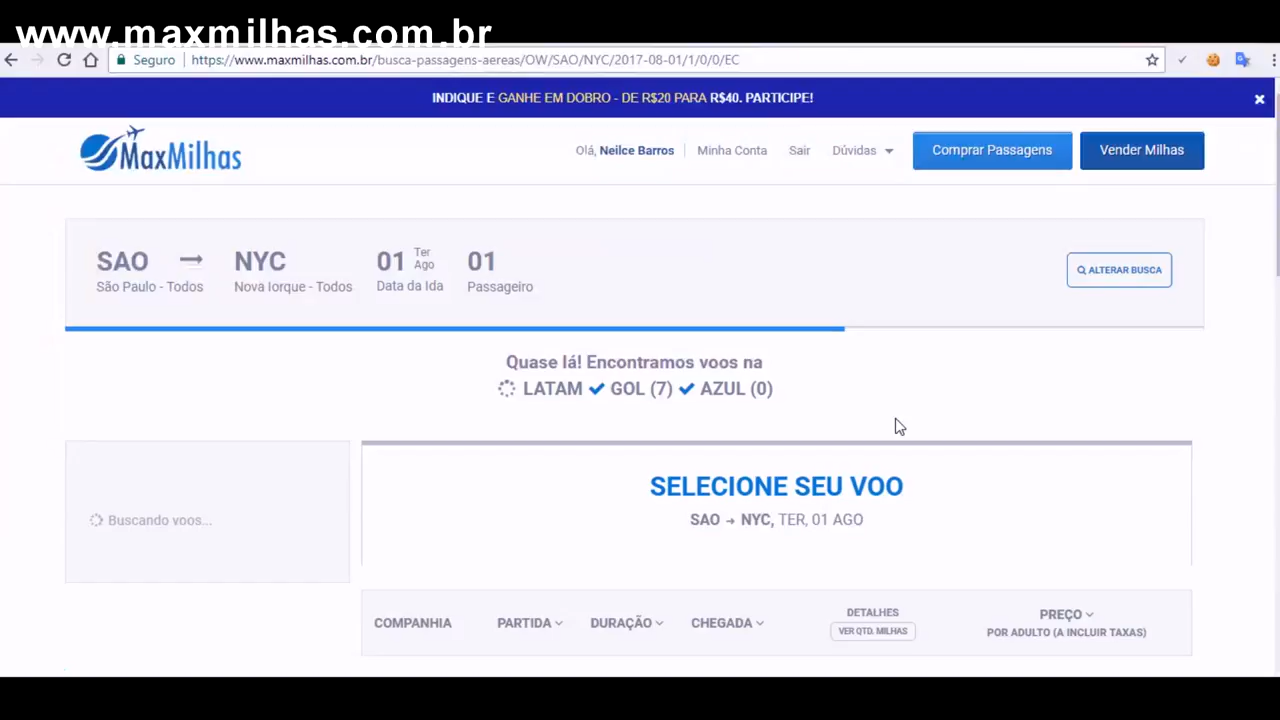 www.maxmilhas.com.br
Seguro https://www.maxmilhas.com.br/busca-passagens-aereas/OW/SAO/NYC/2017-08-01/1/0/0/EC
INDIQUE E GANHE EM DOBRO - DE R$20 PARA R$40. PARTICIPE!
MaxMilhas
Olá, Neilce Barros Minha Conta Sair Dúvidas Comprar Passagens Vender Milhas
SAO NYC 01 Ter Ago 01
São Paulo - Todos Nova Iorque - Todos Data da Ida Passageiro
ALTERAR BUSCA
Quase lá! Encontramos voos na
LATAM GOL (7) AZUL (0)
Buscando voos...
SELECIONE SEU VOO
SAO → NYC, TER, 01 AGO
COMPANHIA PARTIDA DURAÇÃO CHEGADA
DETALHES
VER QTD. MILHAS
PREÇO
POR ADULTO (A INCLUIR TAXAS)